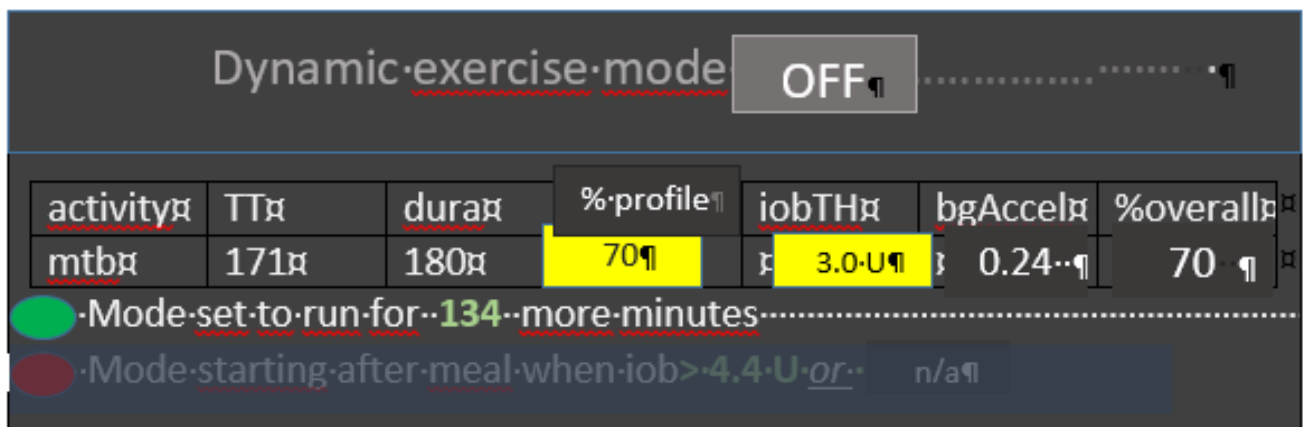 Dynamic exercise mode OFF
activity TT dura % profile iobTH bgAccel %overall
mtb 171 180 70 3.0 U 0.24 70
Mode set to run for 134 more minutes
Mode starting after meal when iob> 4.4 U or n/a